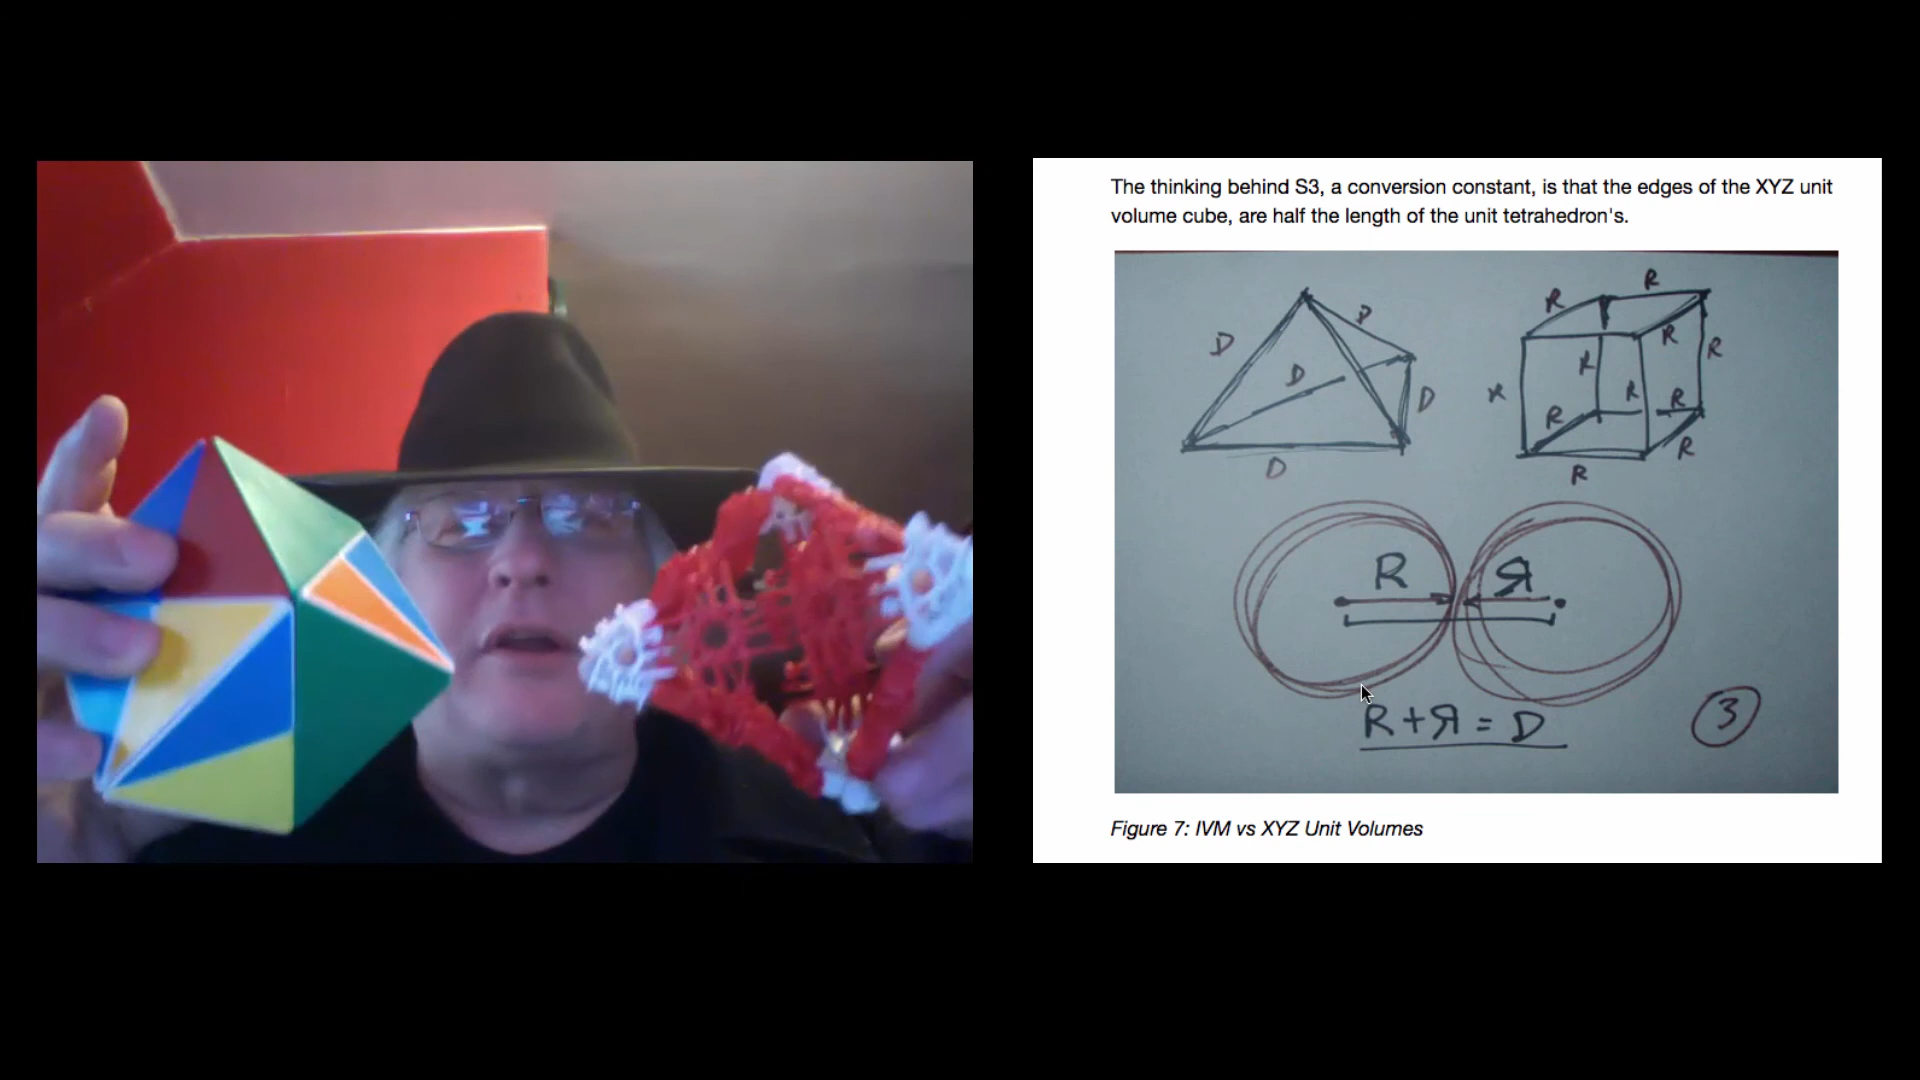 The thinking behind S3, a conversion constant, is that the edges of the XYZ unit
volume cube, are half the length of the unit tetrahedron's.
R
R
D
D
R
R
R
D
D
R
R
R
R
R
R
D
R
R Я
R+Я = D
3
Figure 7: IVM vs XYZ Unit Volumes